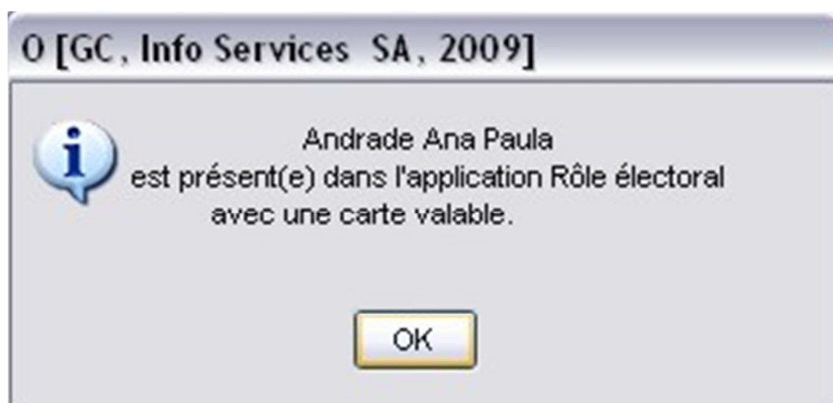 O [GC, Info Services SA, 2009]
Andrade Ana Paula
est présent(e) dans l'application Rôle électoral
avec une carte valable.
OK